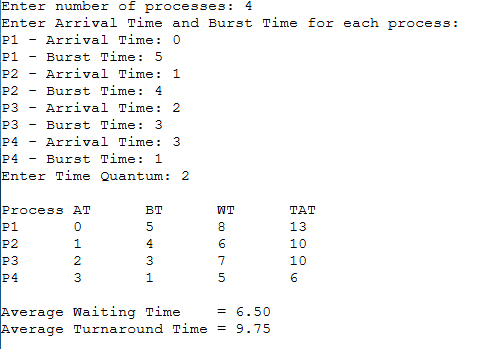 Enter number of processes: 4
Enter Arrival Time and Burst Time for each process:
P1 - Arrival Time: 0
P1 - Burst Time: 5
P2 - Arrival Time: 1
P2 - Burst Time: 4
P3 - Arrival Time: 2
P3 - Burst Time: 3
P4 - Arrival Time: 3
P4 - Burst Time: 1
Enter Time Quantum: 2
Process AT BT WT TAT
P1 0 5 8 13
P2 1 4 6 10
P3 2 3 7 10
P4 3 1 5 6
Average Waiting Time = 6.50
Average Turnaround Time = 9.75